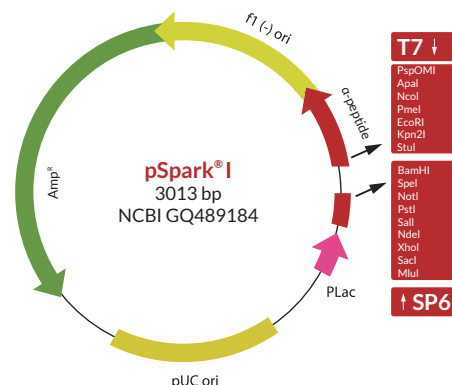 f1 (-) ori
α-peptide
Ampᴿ
pSpark® I
3013 bp
NCBI GQ489184
PLac
pUC ori
T7 ↓
PspOMI
ApaI
NcoI
PmeI
EcoRI
Kpn2I
StuI
BamHI
SpeI
NotI
PstI
SalI
NdeI
XhoI
SacI
MluI
↑ SP6